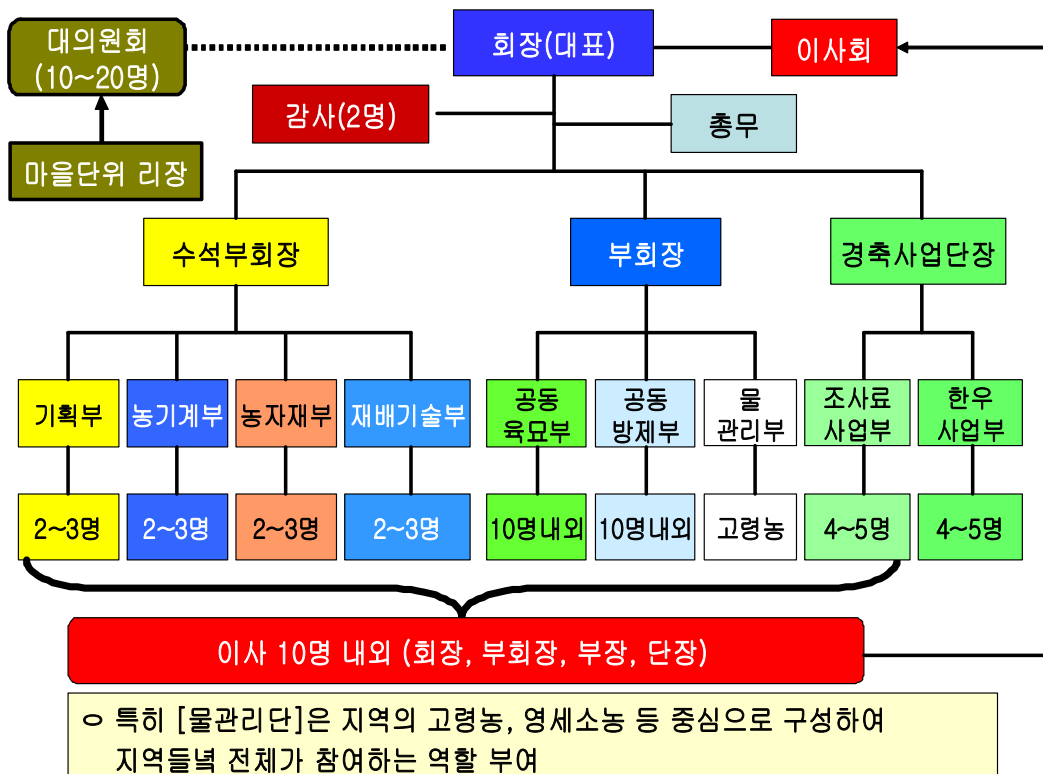 대의원회
(10~20명)
회장(대표)
이사회
감사(2명)
총무
마을단위 리장
수석부회장
부회장
경축사업단장
기획부
농기계부
농자재부
재배기술부
공동
육묘부
공동
방제부
물
관리부
조사료
사업부
한우
사업부
2~3명
2~3명
2~3명
2~3명
10명내외
10명내외
고령농
4~5명
4~5명
이사 10명 내외 (회장, 부회장, 부장, 단장)
ㅇ 특히 [물관리단]은 지역의 고령농, 영세소농 등 중심으로 구성하여
지역들녘 전체가 참여하는 역할 부여